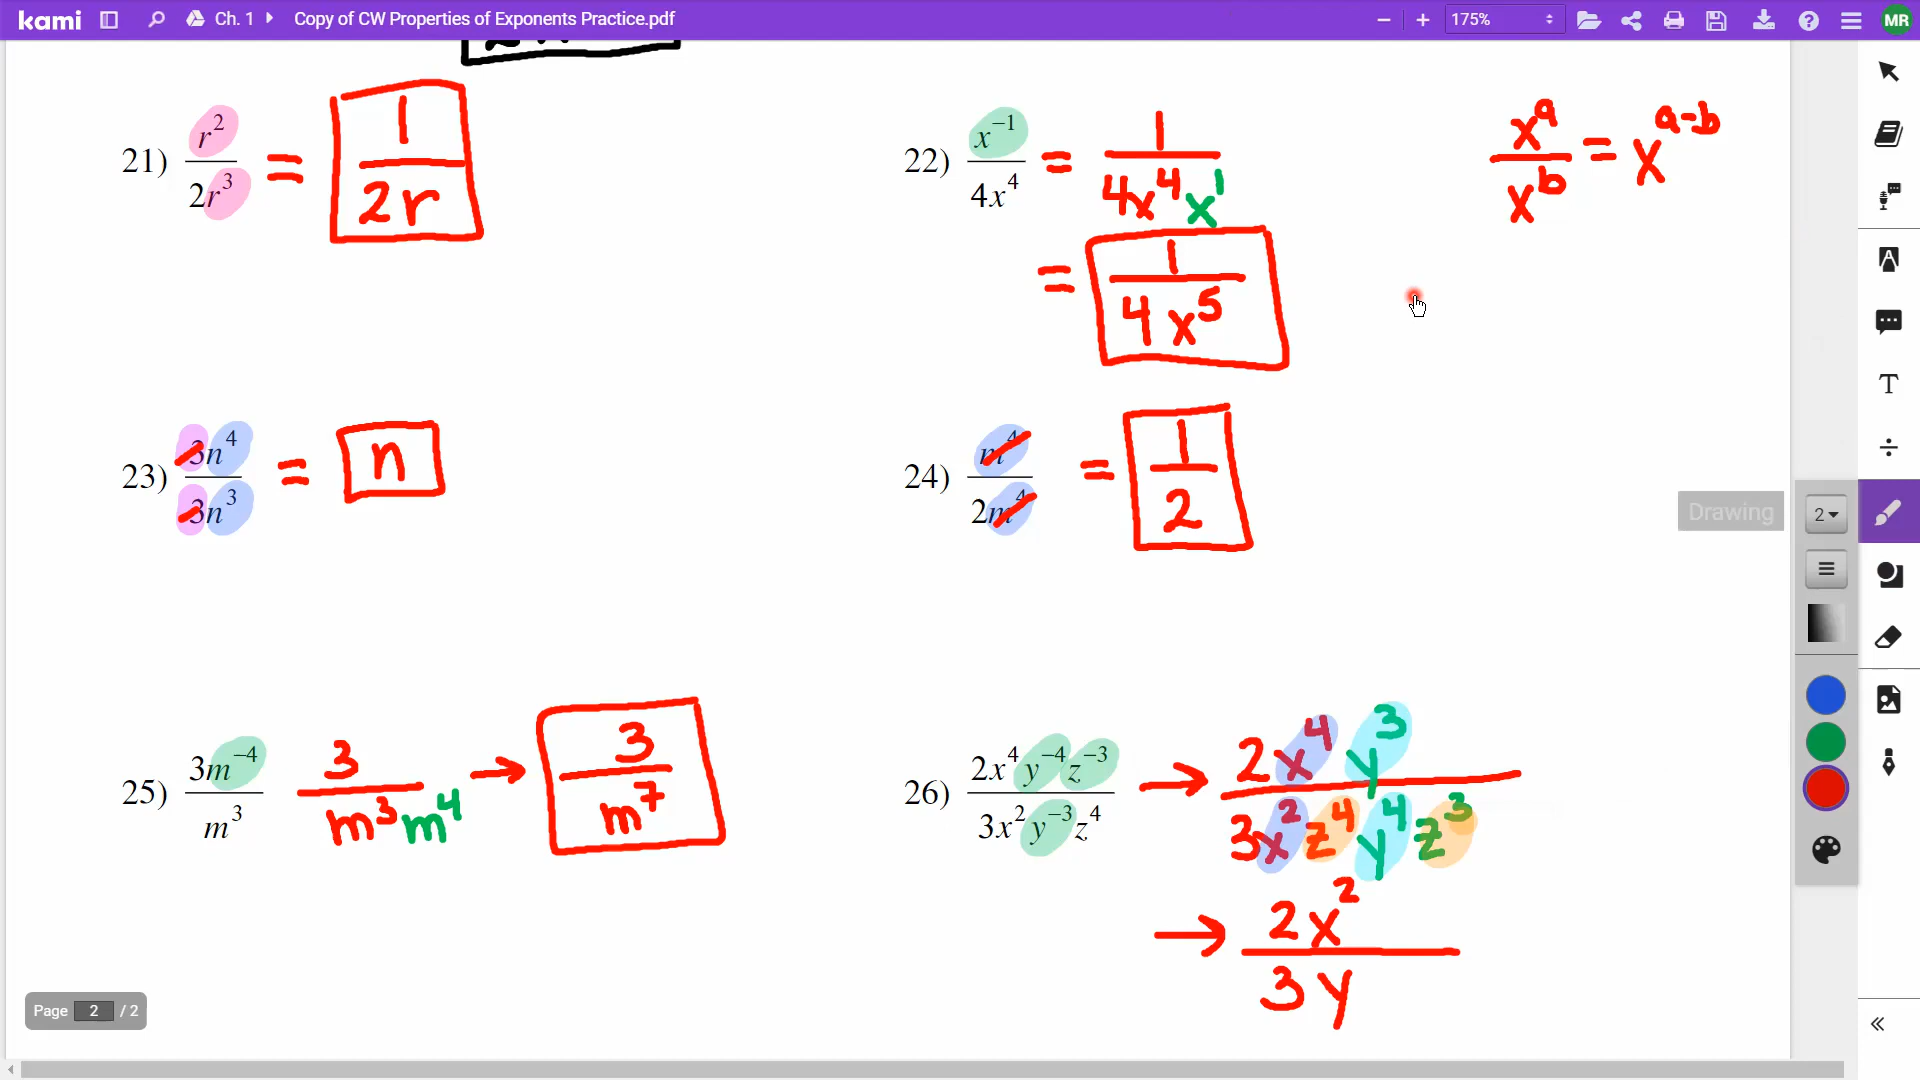 kami Ch. 1 Copy of CW Properties of Exponents Practice.pdf 175% MR
21) r^2 / 2r^3 = 1 / 2r
22) x^-1 / 4x^4 = 1 / 4x^4 x^1
= 1 / 4x^5
x^a / x^b = x^a-b
23) 3n^4 / 3n^3 = n
24) m^4 / 2m^4 = 1 / 2
Drawing
2
25) 3m^-4 / m^3 3 / m^3 m^4 → 3 / m^7
26) 2x^4 y^-4 z^-3 / 3x^2 y^-3 z^4 → 2x^4 y^3 / 3x^2 z^4 y^4 z^3
→ 2x^2 / 3y
Page 2 / 2